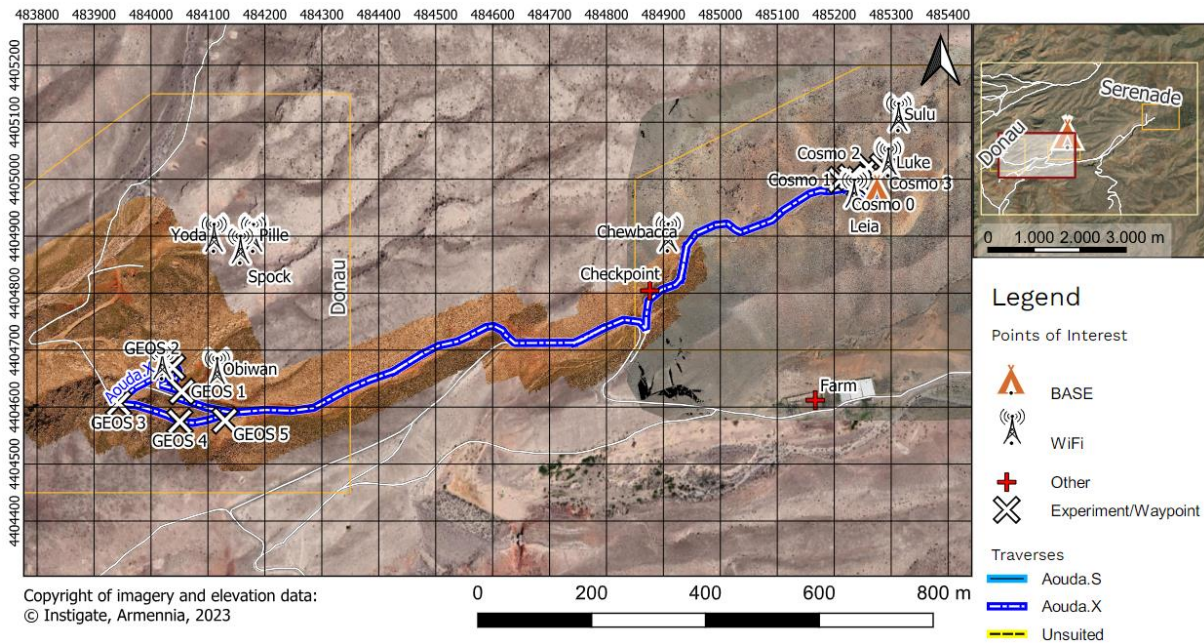 483800 483900 484000 484100 484200 484300 484400 484500 484600 484700 484800 484900 485000 485100 485200 485300 485400
4405200
4405100
4405000
4404900
4404800
4404700
4404600
4404500
4404400
Sulu
Cosmo 2
Luke
Cosmo 1
Cosmo 3
Cosmo 0
Leia
Yoda
Pille
Spock
Chewbacca
Checkpoint
Donau
GEOS 2
Obiwan
Aouda.X
GEOS 1
GEOS 3
GEOS 4
GEOS 5
Farm
Serenade
Donau
0 1.000 2.000 3.000 m
Legend
Points of Interest
BASE
WiFi
Other
Experiment/Waypoint
Traverses
Aouda.S
Aouda.X
Unsuited
Copyright of imagery and elevation data:
© Instigate, Armennia, 2023
0 200 400 600 800 m